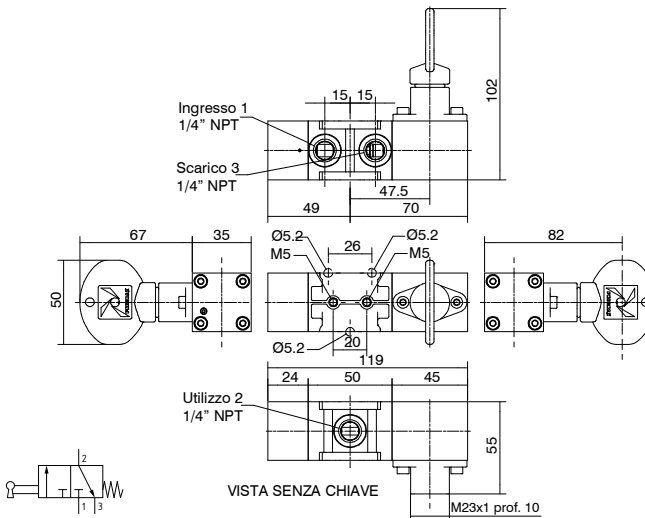 102
15 15
Ingresso 1
1/4” NPT
Scarico 3
1/4” NPT
47.5
49 70
67 35
Ø5.2 26 Ø5.2
M5 M5
82
50
Ø5.2 20
119
24 50 45
Utilizzo 2
1/4” NPT
55
2
1 3
VISTA SENZA CHIAVE
M23x1 prof. 10